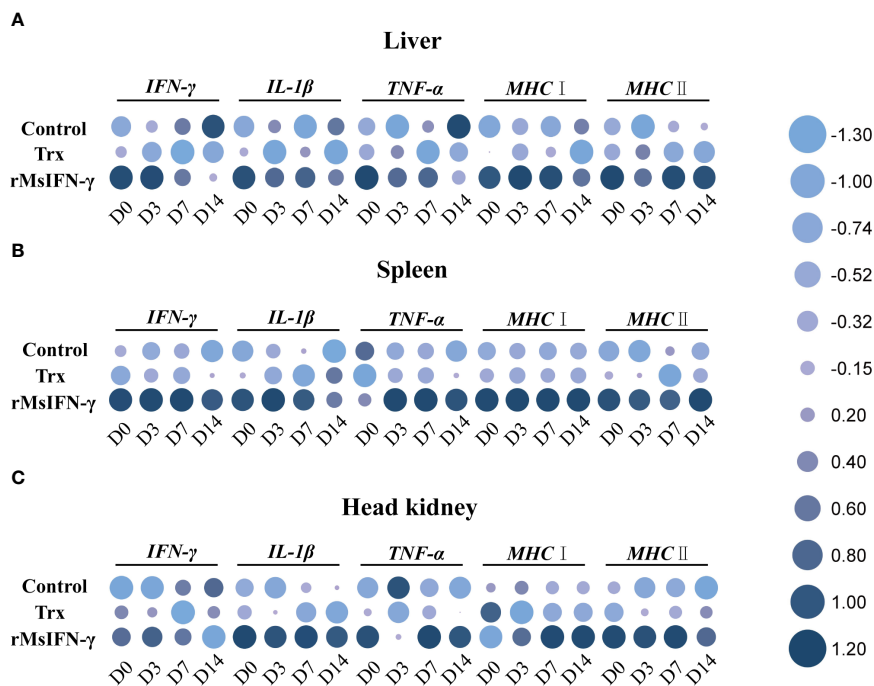 A
Liver
IFN-γ IL-1β TNF-α MHC Ⅰ MHC Ⅱ
Control
Trx
rMsIFN-γ
D0 D3 D7 D14 D0 D3 D7 D14 D0 D3 D7 D14 D0 D3 D7 D14 D0 D3 D7 D14
B
Spleen
IFN-γ IL-1β TNF-α MHC Ⅰ MHC Ⅱ
Control
Trx
rMsIFN-γ
D0 D3 D7 D14 D0 D3 D7 D14 D0 D3 D7 D14 D0 D3 D7 D14 D0 D3 D7 D14
C
Head kidney
IFN-γ IL-1β TNF-α MHC Ⅰ MHC Ⅱ
Control
Trx
rMsIFN-γ
D0 D3 D7 D14 D0 D3 D7 D14 D0 D3 D7 D14 D0 D3 D7 D14 D0 D3 D7 D14
-1.30
-1.00
-0.74
-0.52
-0.32
-0.15
0.20
0.40
0.60
0.80
1.00
1.20